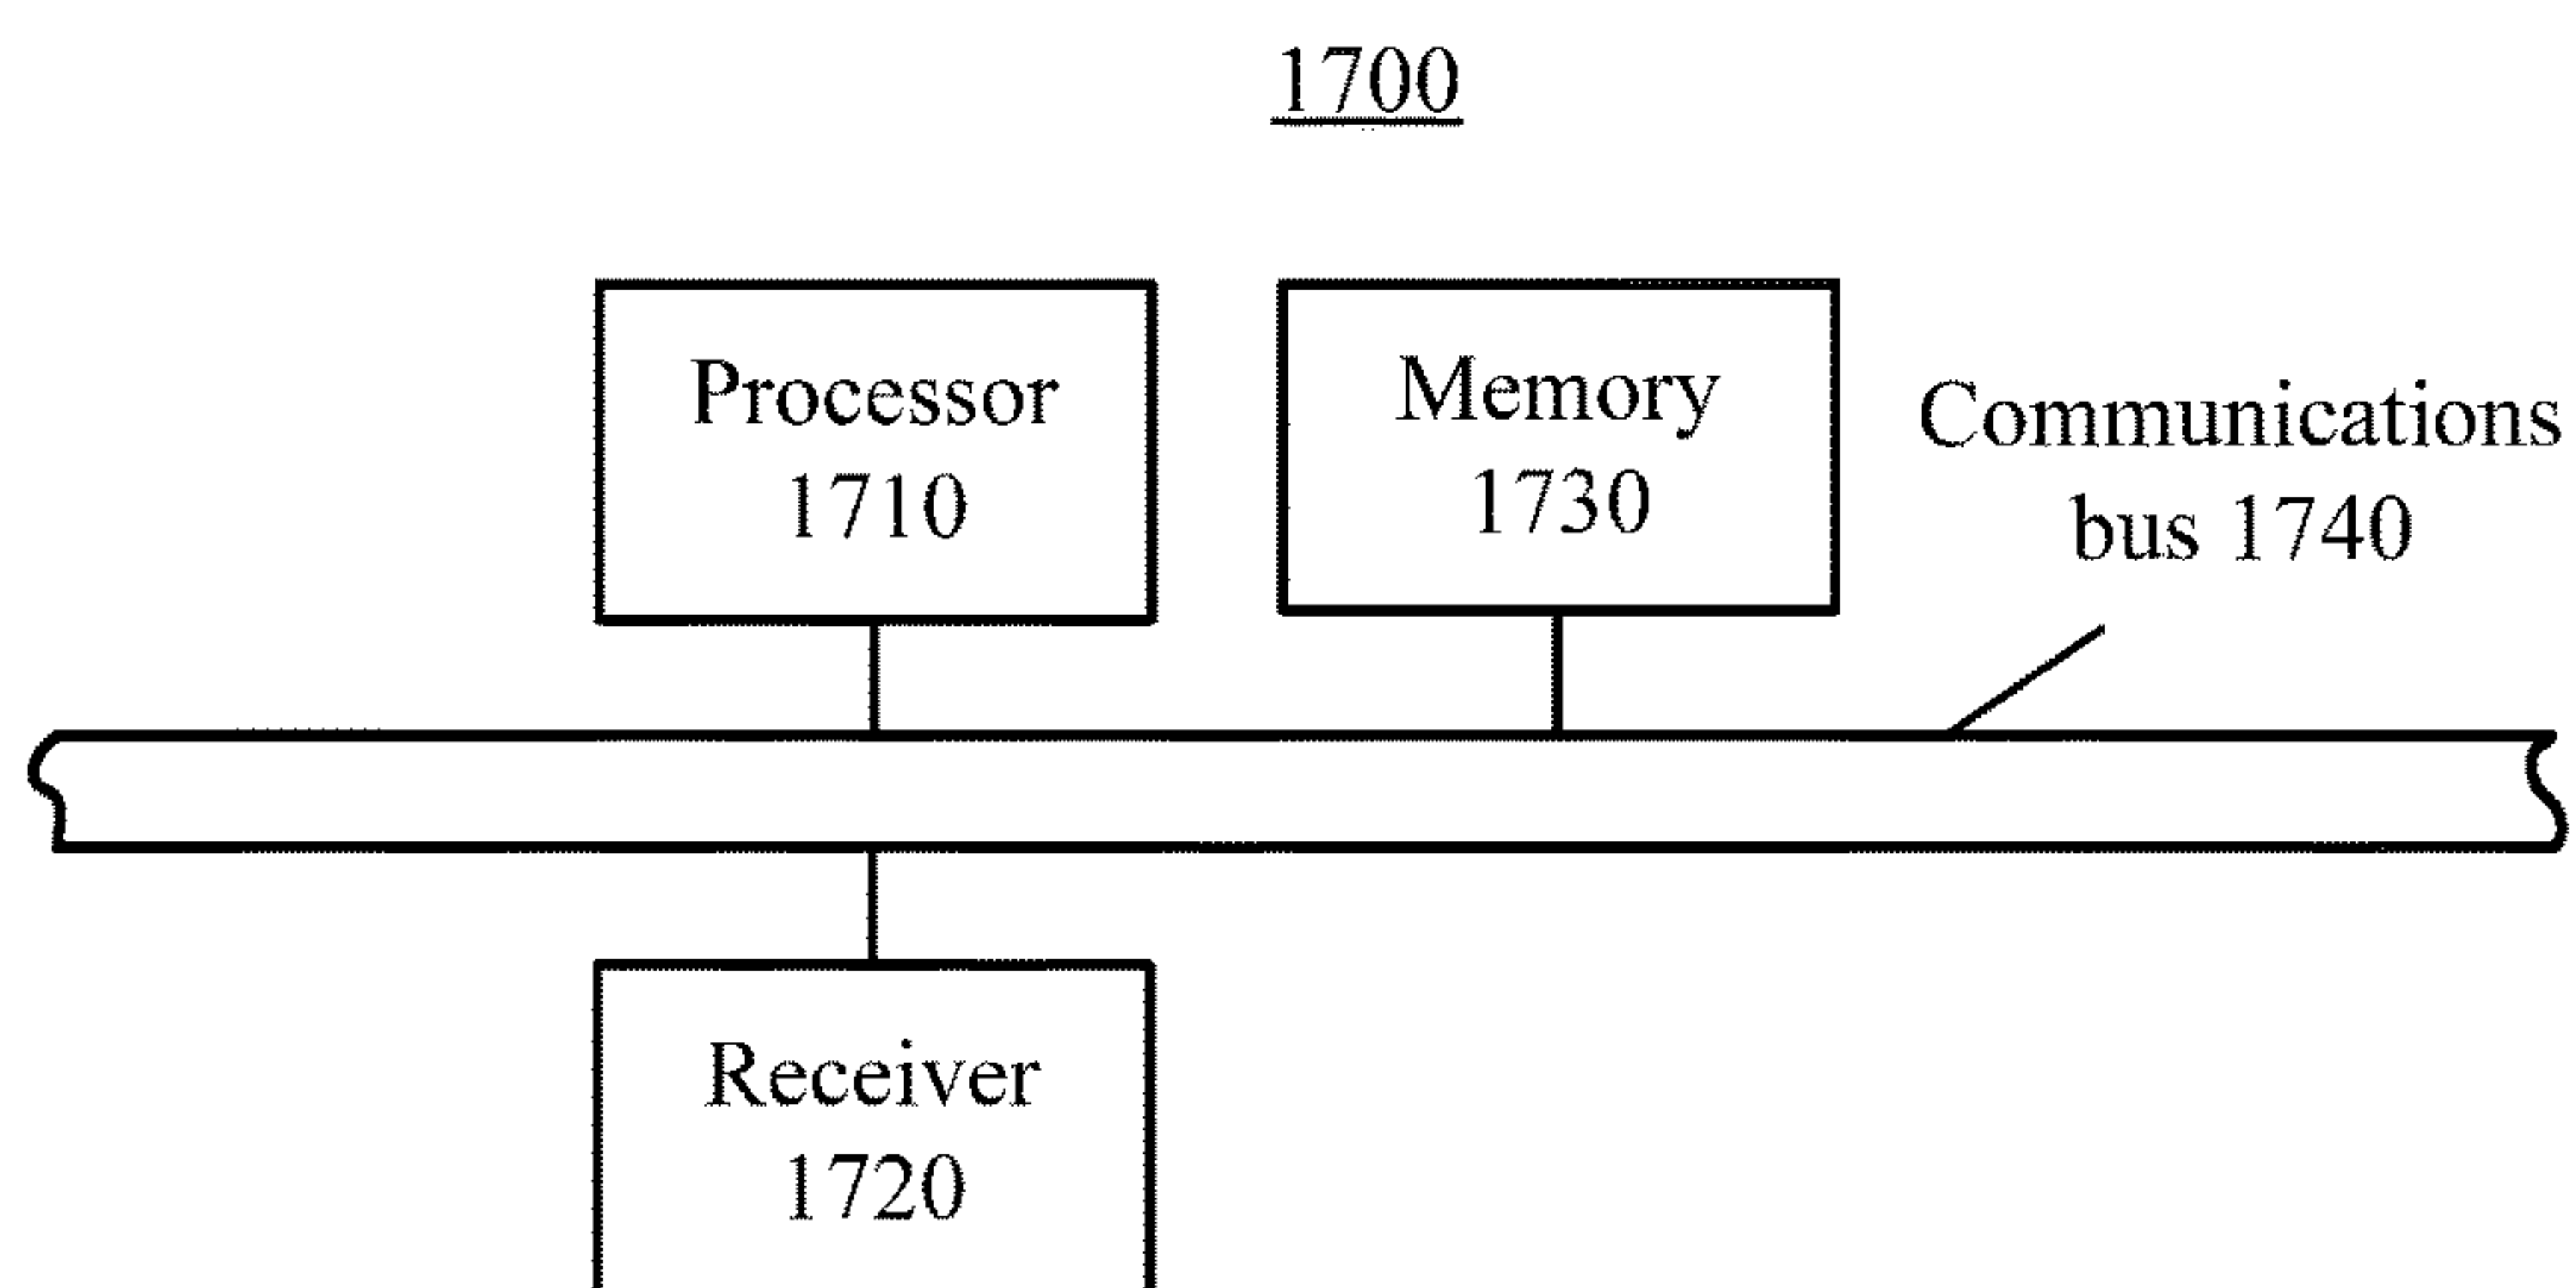 1700
Processor
1710
Memory
1730
Communications
bus 1740
Receiver
1720